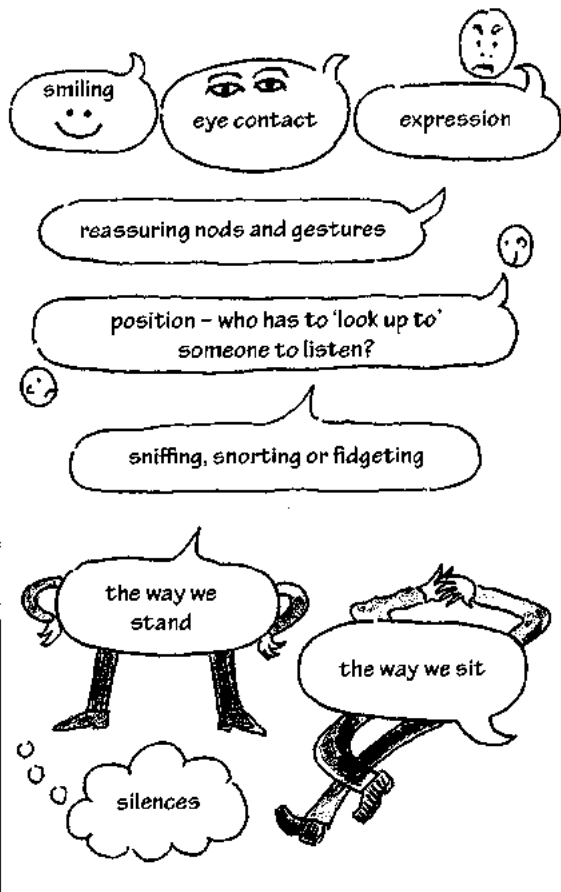 smiling
eye contact
expression
reassuring nods and gestures
position – who has to ‘look up to’
someone to listen?
sniffing, snorting or fidgeting
the way we
stand
the way we sit
silences